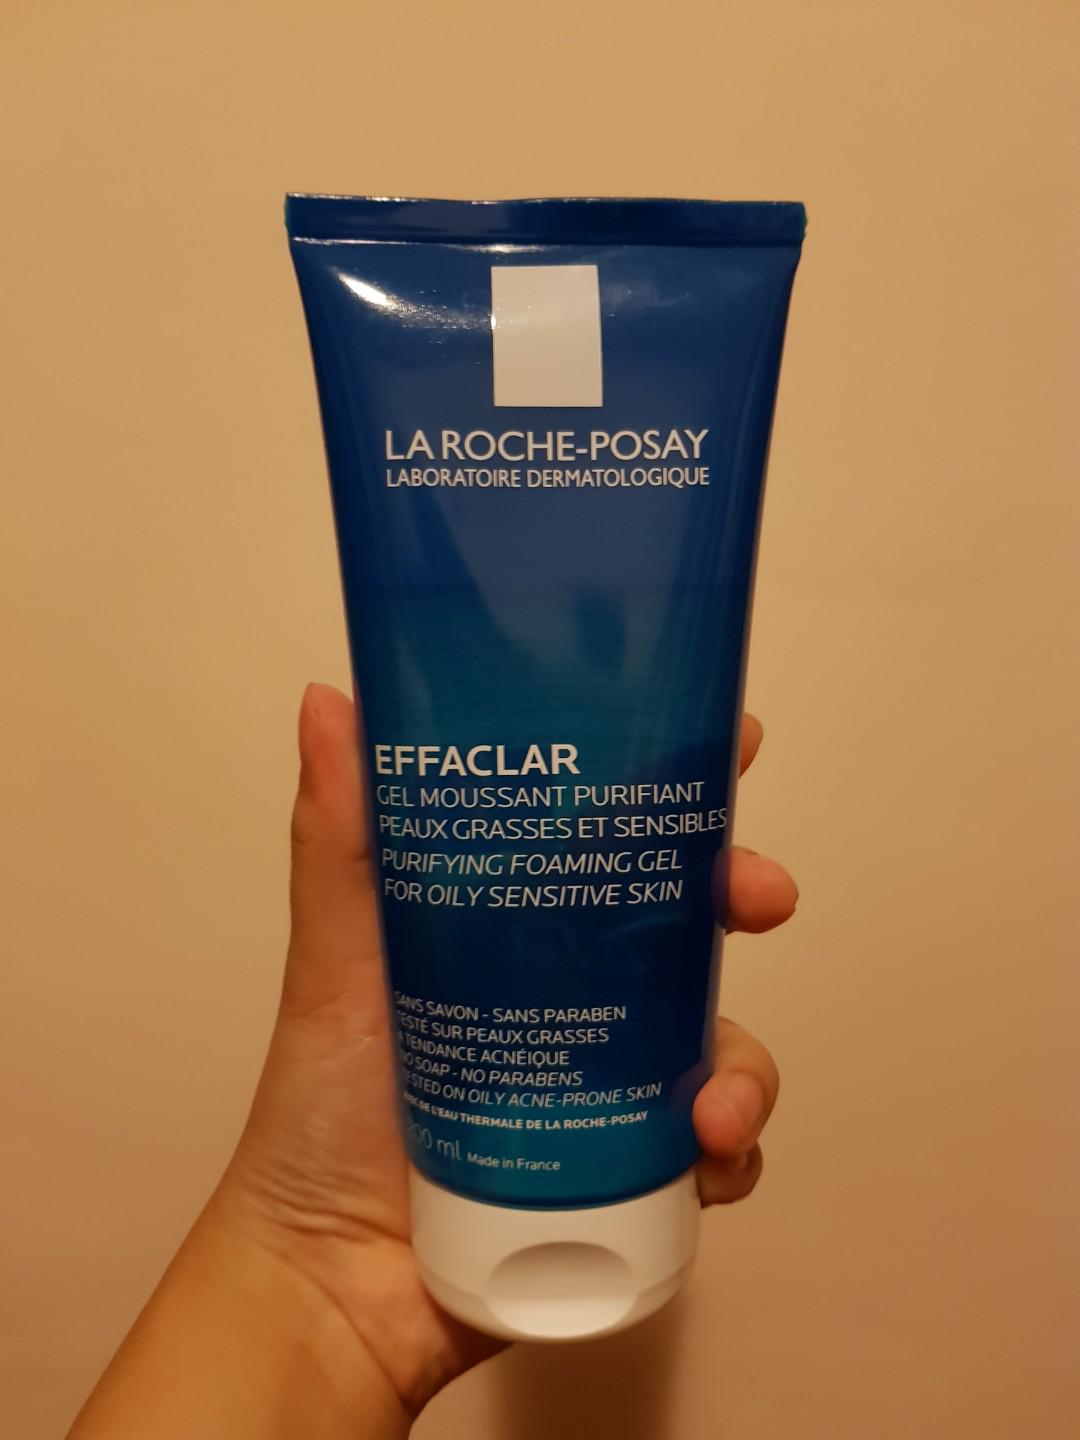 LA ROCHE-POSAY
LABORATOIRE DERMATOLOGIQUE
EFFACLAR
GEL MOUSSANT PURIFIANT
PEAUX GRASSES ET SENSIBLES
PURIFYING FOAMING GEL
FOR OILY SENSITIVE SKIN
SANS SAVON - SANS PARABEN
TESTÉ SUR PEAUX GRASSES
À TENDANCE ACNÉIQUE
NO SOAP - NO PARABENS
TESTED ON OILY ACNE-PRONE SKIN
AVEC DE L'EAU THERMALE DE LA ROCHE-POSAY
200 ml Made in France